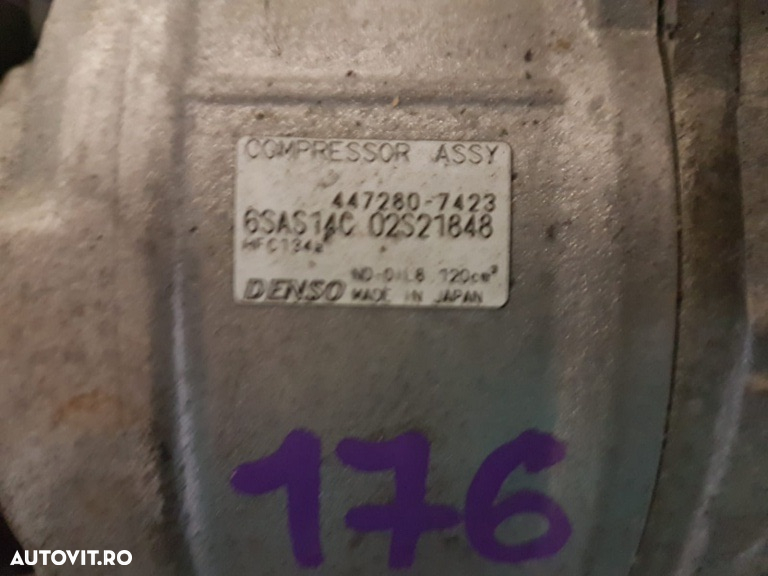 COMPRESSOR ASSY
447280-7423
6SAS14C 02S21848
HFC134a
ND-OIL8 120cm³
DENSO MADE IN JAPAN
176
AUTOVIT.RO